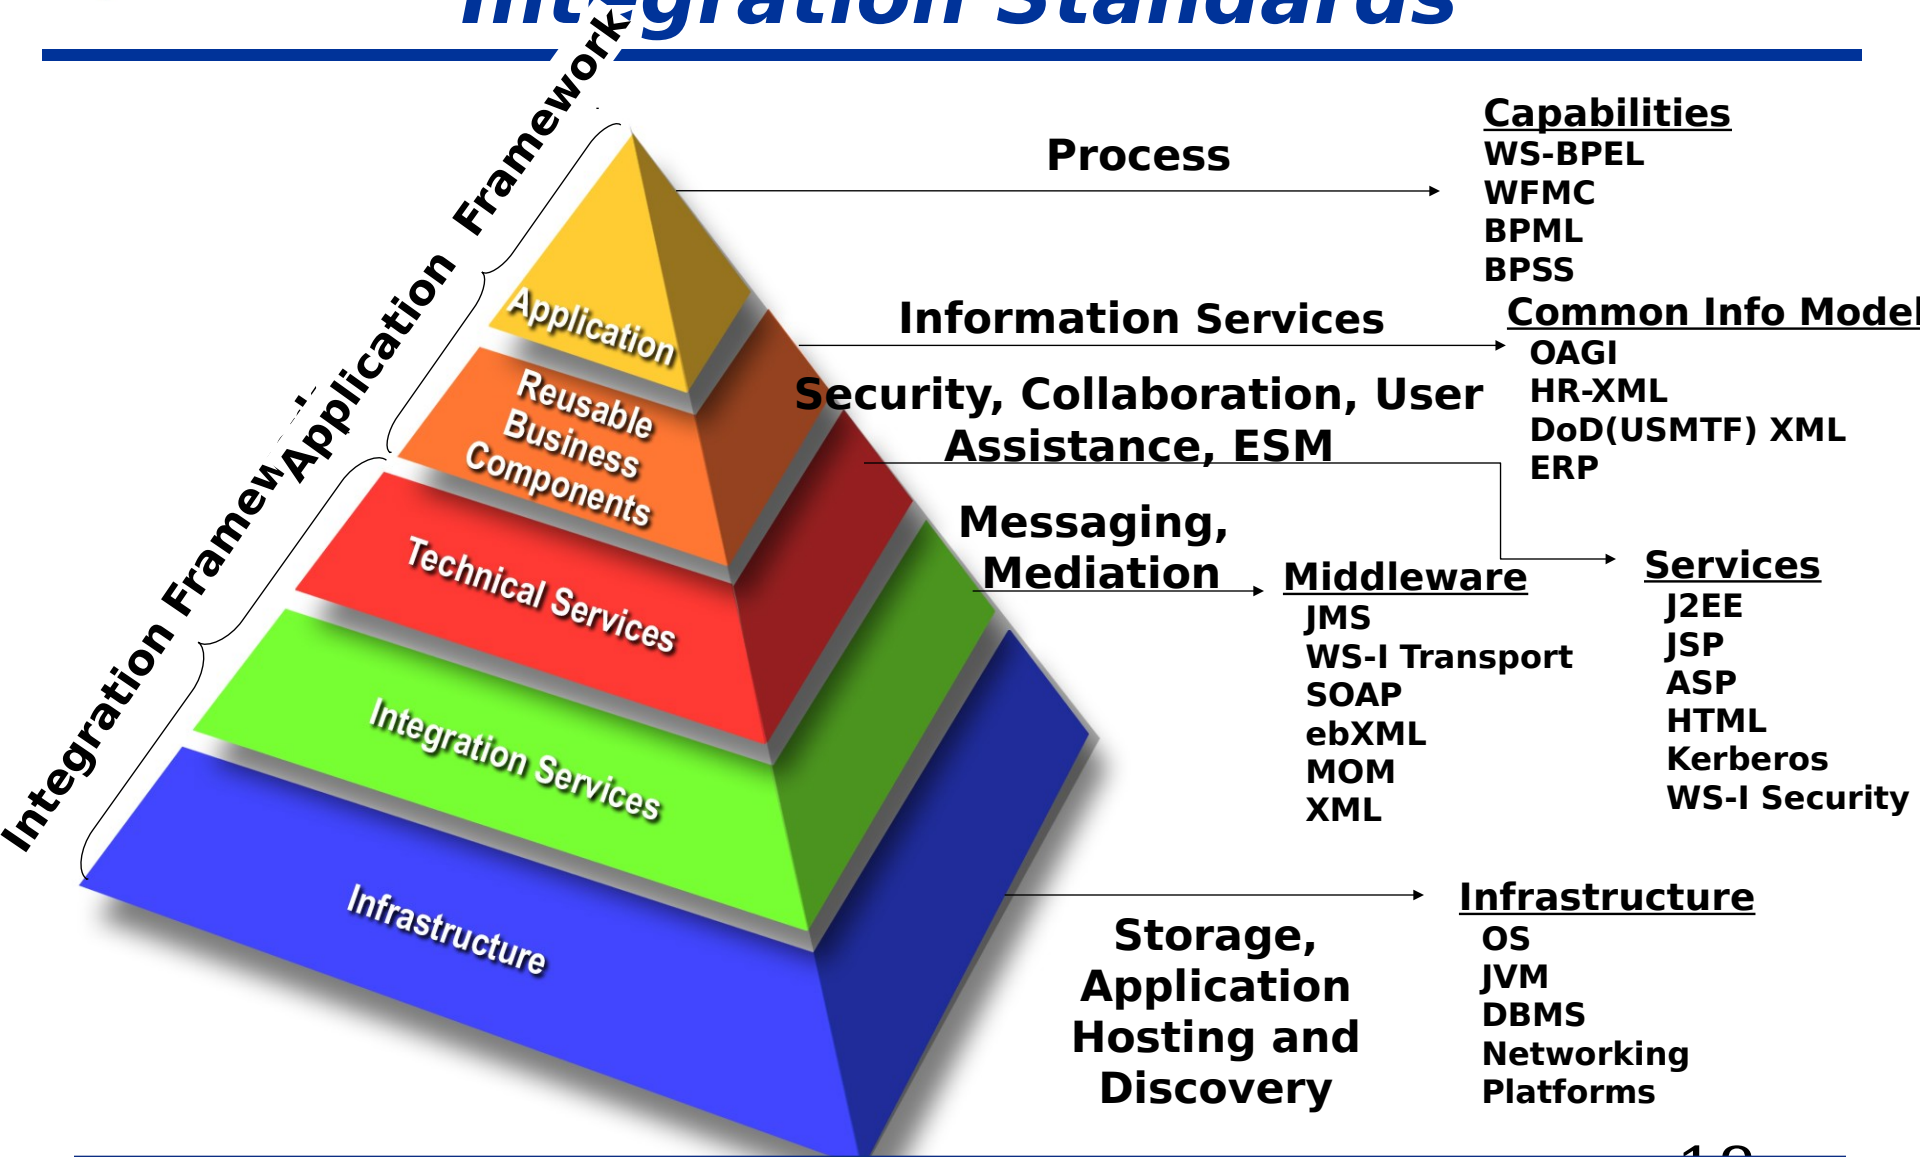 Integration Standards
Application Framework
Integration Framework
Application
Reusable
Business
Components
Technical Services
Integration Services
Infrastructure
Process
Capabilities
WS-BPEL
WFMC
BPML
BPSS
Information Services
Common Info Model
OAGI
HR-XML
DoD(USMTF) XML
ERP
Security, Collaboration, User
Assistance, ESM
Services
J2EE
JSP
ASP
HTML
Kerberos
WS-I Security
Messaging,
Mediation
Middleware
JMS
WS-I Transport
SOAP
ebXML
MOM
XML
Storage,
Application
Hosting and
Discovery
Infrastructure
OS
JVM
DBMS
Networking
Platforms